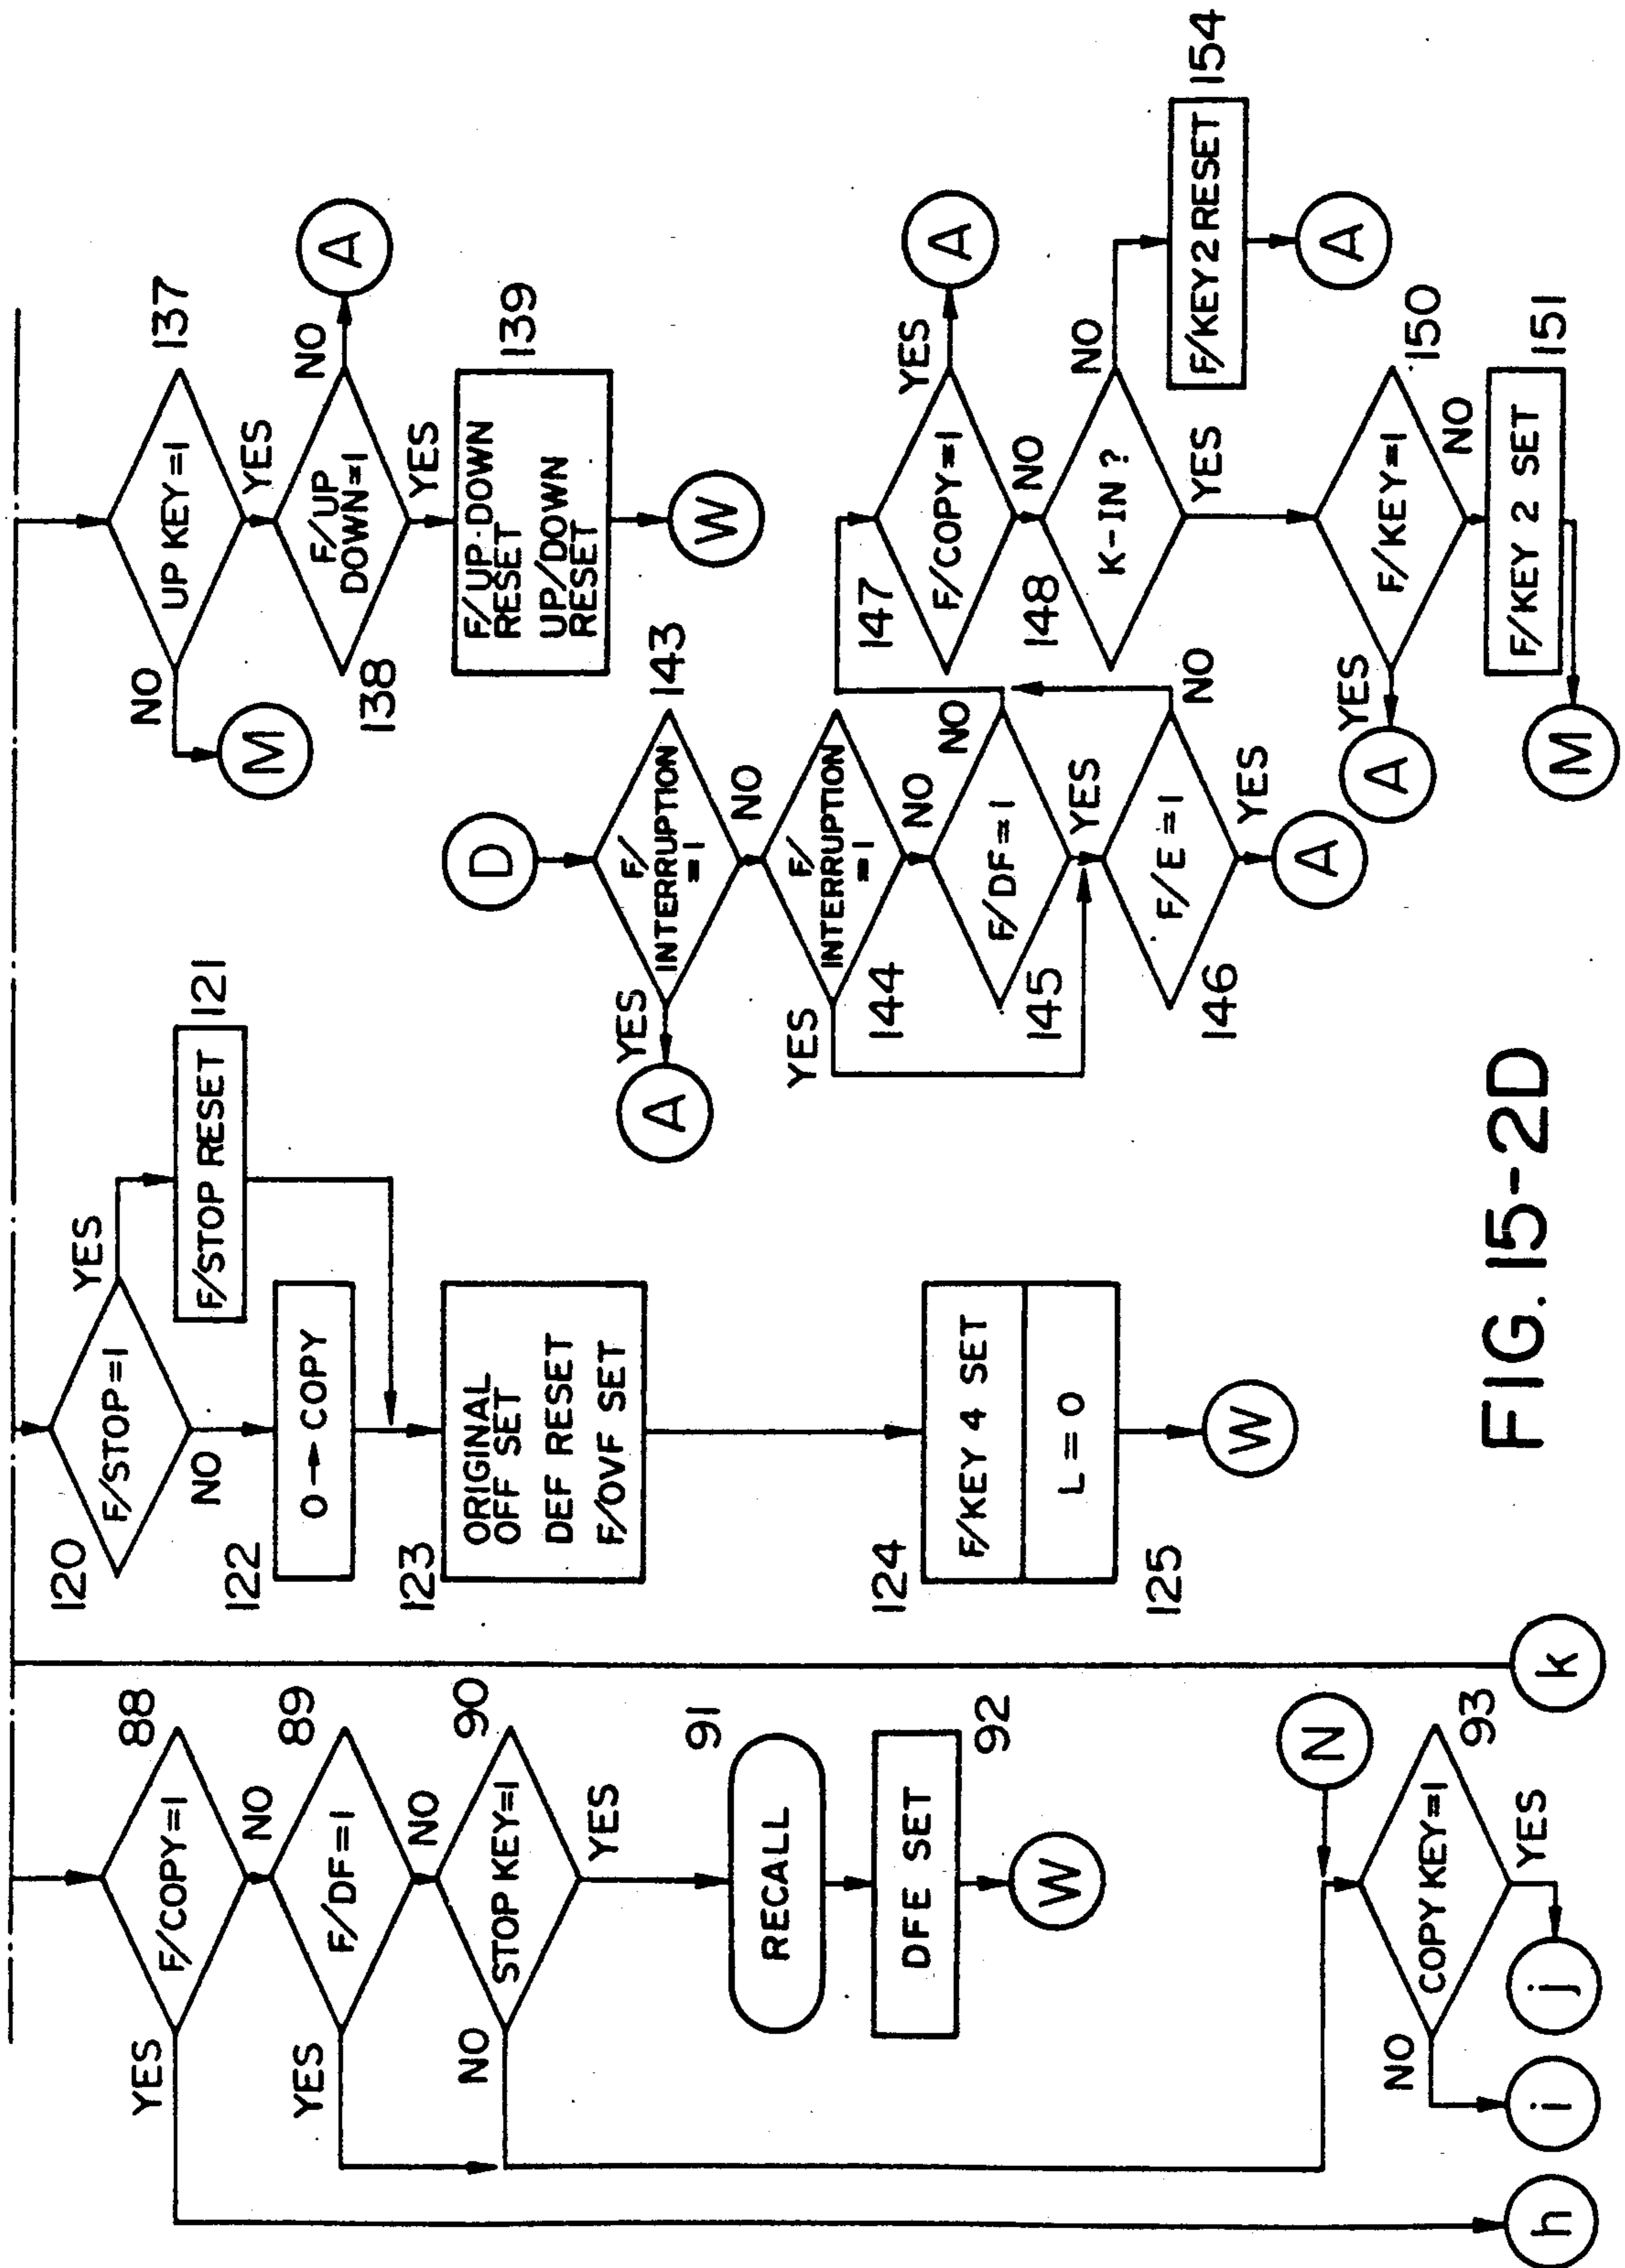 88
F/COPY=1
YES
NO
89
F/DF=1
YES
NO
90
STOP KEY=1
NO
YES
91
RECALL
92
DFE SET
W
N
93
COPY KEY=1
NO
YES
h
i
j
k
120
F/STOP=1
YES
NO
121
F/STOP RESET
122
0→COPY
123
ORIGINAL
OFF SET
DEF RESET
F/OVF SET
124
F/KEY 4 SET
L=0
125
W
137
UP KEY=1
NO
YES
M
138
F/UP
DOWN=1
NO
A
YES
139
F/UP·DOWN
RESET
UP/DOWN
RESET
W
D
143
F/
INTERRUPTION
=1
YES
A
NO
144
F/
INTERRUPTION
=1
YES
NO
145
F/DF=1
NO
YES
146
F/E=1
NO
YES
A
147
F/COPY=1
YES
A
NO
148
K-IN?
NO
YES
154
F/KEY2 RESET
A
150
F/KEY=1
YES
A
NO
151
F/KEY 2 SET
M
FIG. 15-2D